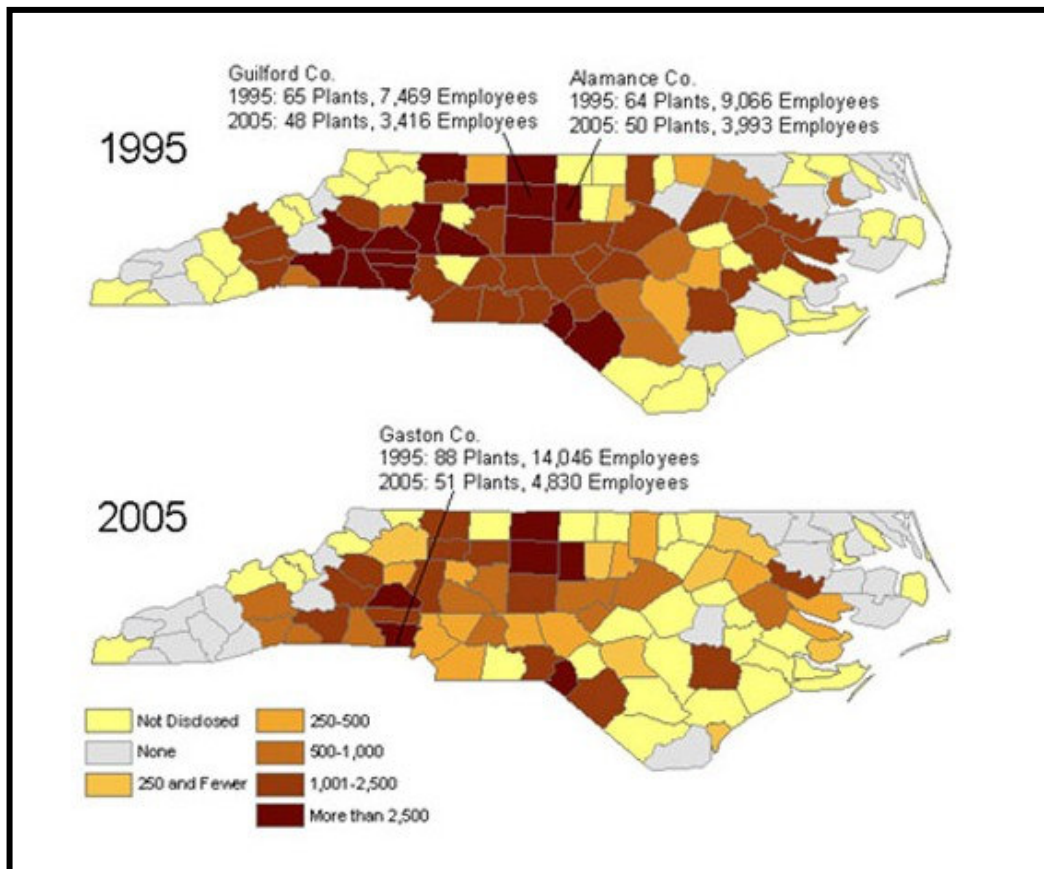 Guilford Co.
1995: 65 Plants, 7,469 Employees
2005: 48 Plants, 3,416 Employees
Alamance Co.
1995: 64 Plants, 9,066 Employees
2005: 50 Plants, 3,993 Employees
1995
Gaston Co.
1995: 88 Plants, 14,046 Employees
2005: 51 Plants, 4,830 Employees
2005
Not Disclosed
None
250 and Fewer
250-500
500-1,000
1,001-2,500
More than 2,500